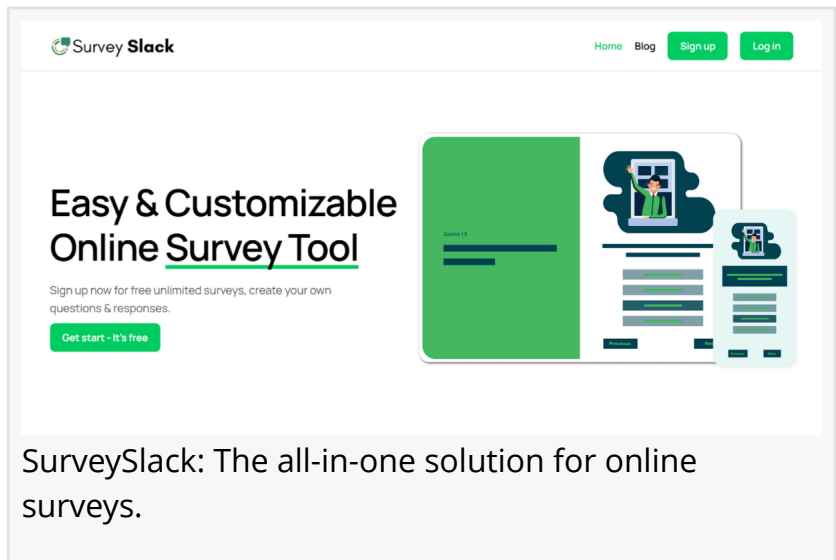 Survey Slack
Home Blog Sign up Log in
Easy & Customizable
Online Survey Tool
Sign up now for free unlimited surveys, create your own
questions & responses.
Get start - It's free
Previous
Previous Next
SurveySlack: The all-in-one solution for online
surveys.